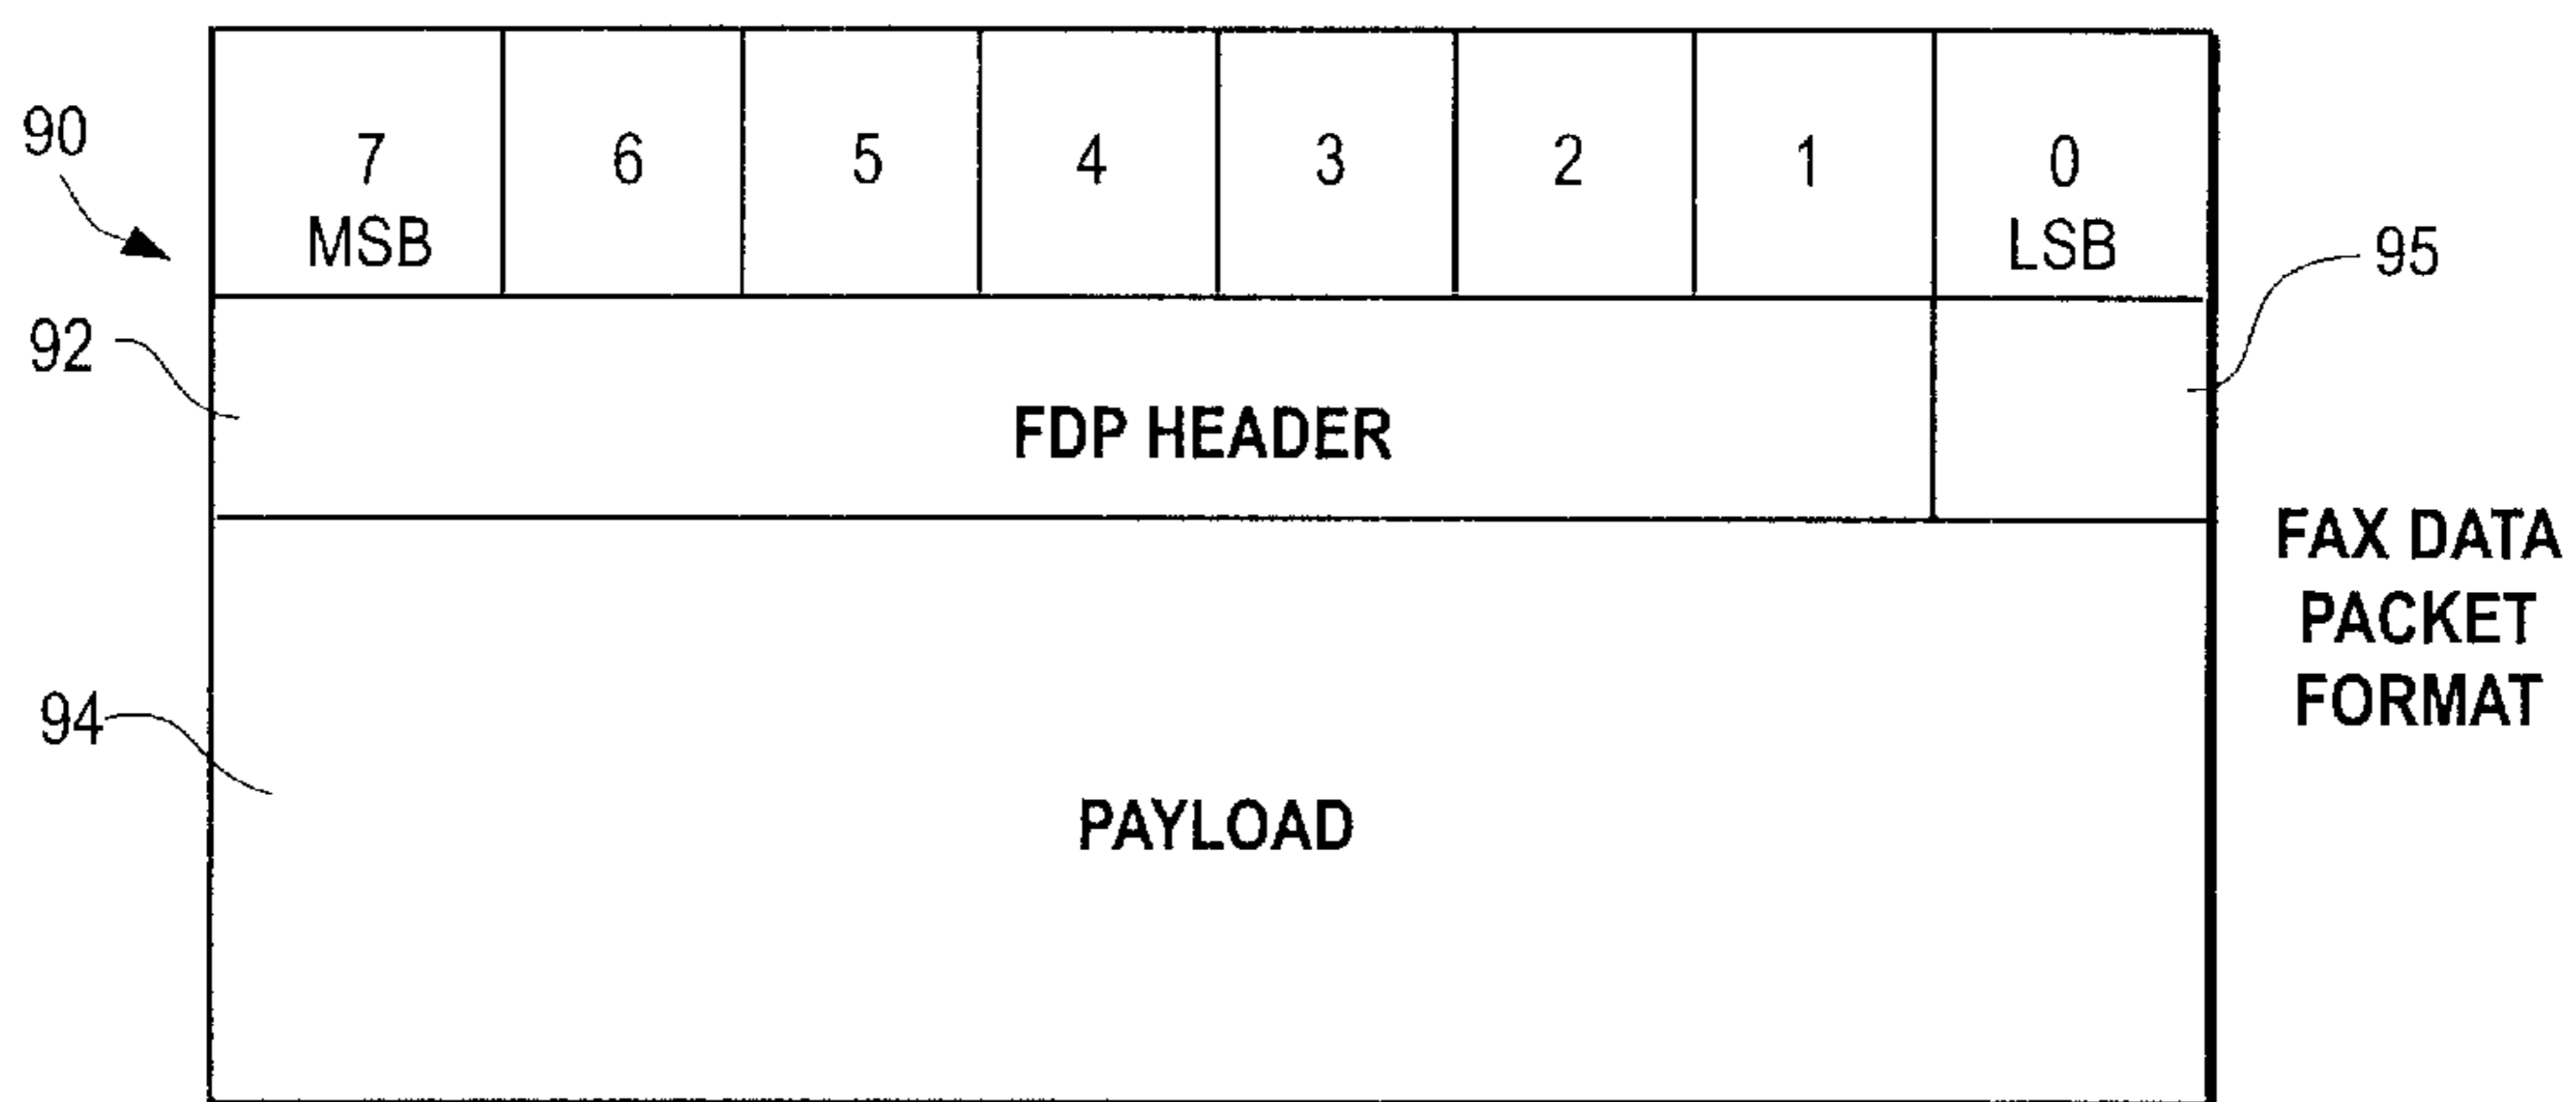 90
7 6 5 4 3 2 1 0
MSB LSB
95
92
FDP HEADER
94
PAYLOAD
FAX DATA
PACKET
FORMAT